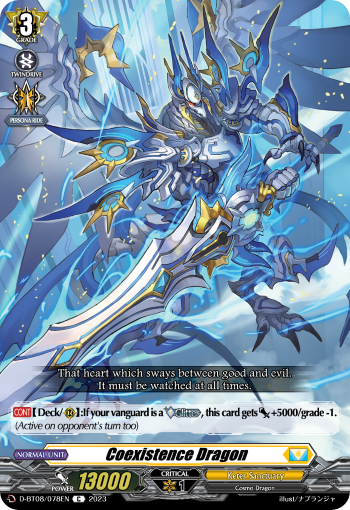 3
GRADE
TWINDRIVE
PERSONA RIDE
That heart which sways between good and evil.
It must be watched at all times.
CONT【Deck/ 】:If your vanguard is a , this card gets +5000/grade -1.
(Active on opponent's turn too)
NORMAL UNIT
Coexistence Dragon
POWER 13000
CRITICAL
1
Keter Sanctuary
Cosmo Dragon
D-BT08/078EN C 2023
illust/ナブランジャ